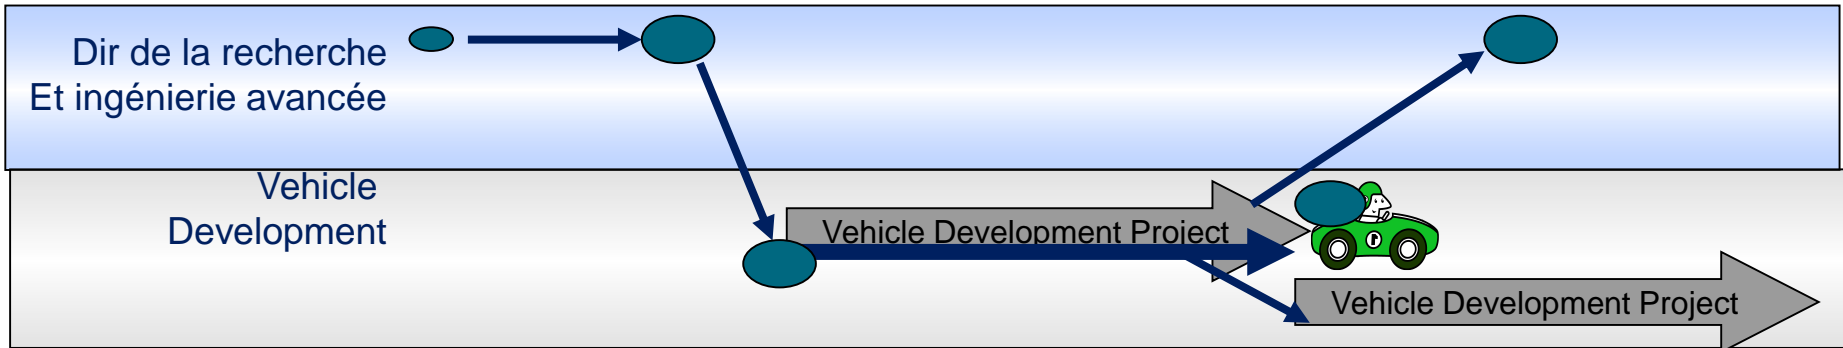 Dir de la recherche
Et ingénierie avancée
Vehicle
Development
Vehicle Development Project
Vehicle Development Project